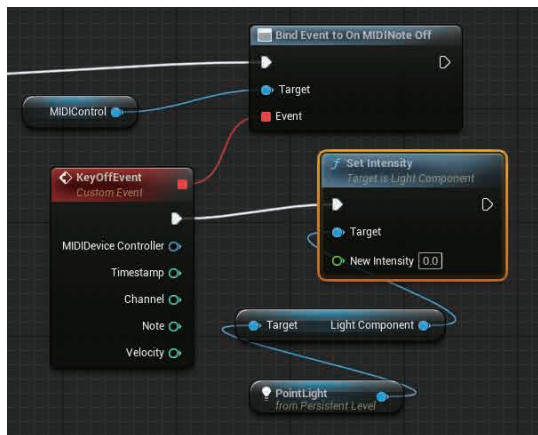 Bind Event to On MIDINote Off
Target
Event
MIDIControl
KeyOffEvent
Custom Event
MIDIDevice Controller
Timestamp
Channel
Note
Velocity
f Set Intensity
Target is Light Component
Target
New Intensity 0.0
Target Light Component
PointLight
from Persistent Level